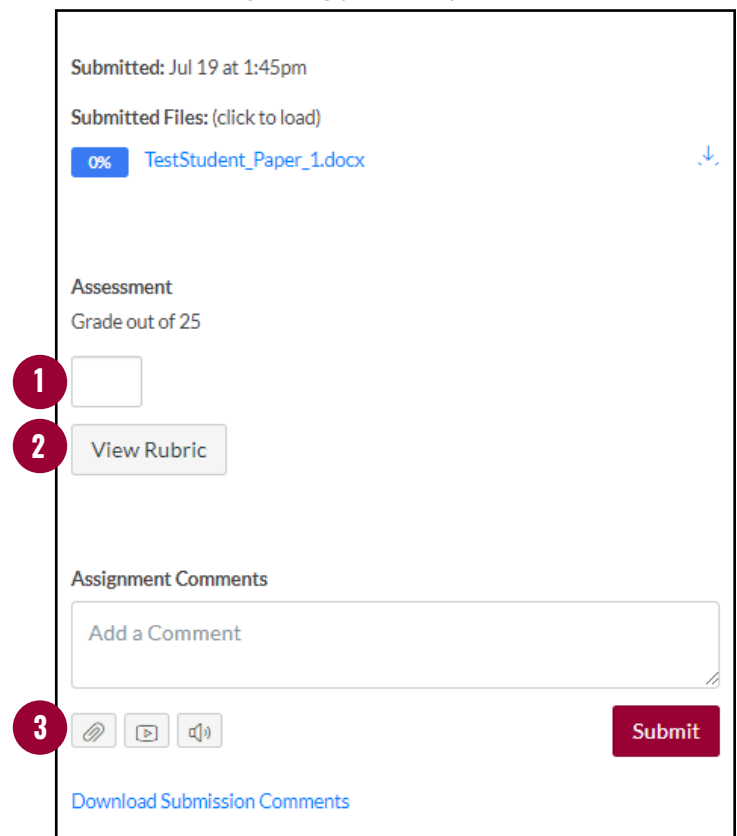 Submitted: Jul 19 at 1:45pm
Submitted Files: (click to load)
0% TestStudent_Paper_1.docx
Assessment
Grade out of 25
1
2 View Rubric
Assignment Comments
Add a Comment
3 Submit
Download Submission Comments